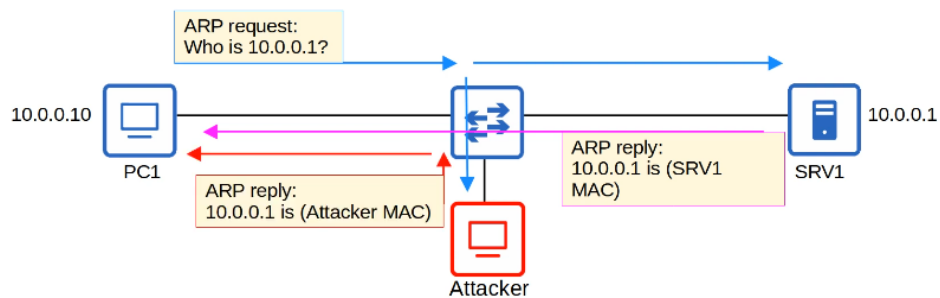 ARP request:
Who is 10.0.0.1?
10.0.0.10
10.0.0.1
PC1
SRV1
ARP reply:
10.0.0.1 is (SRV1
MAC)
ARP reply:
10.0.0.1 is (Attacker MAC)
Attacker